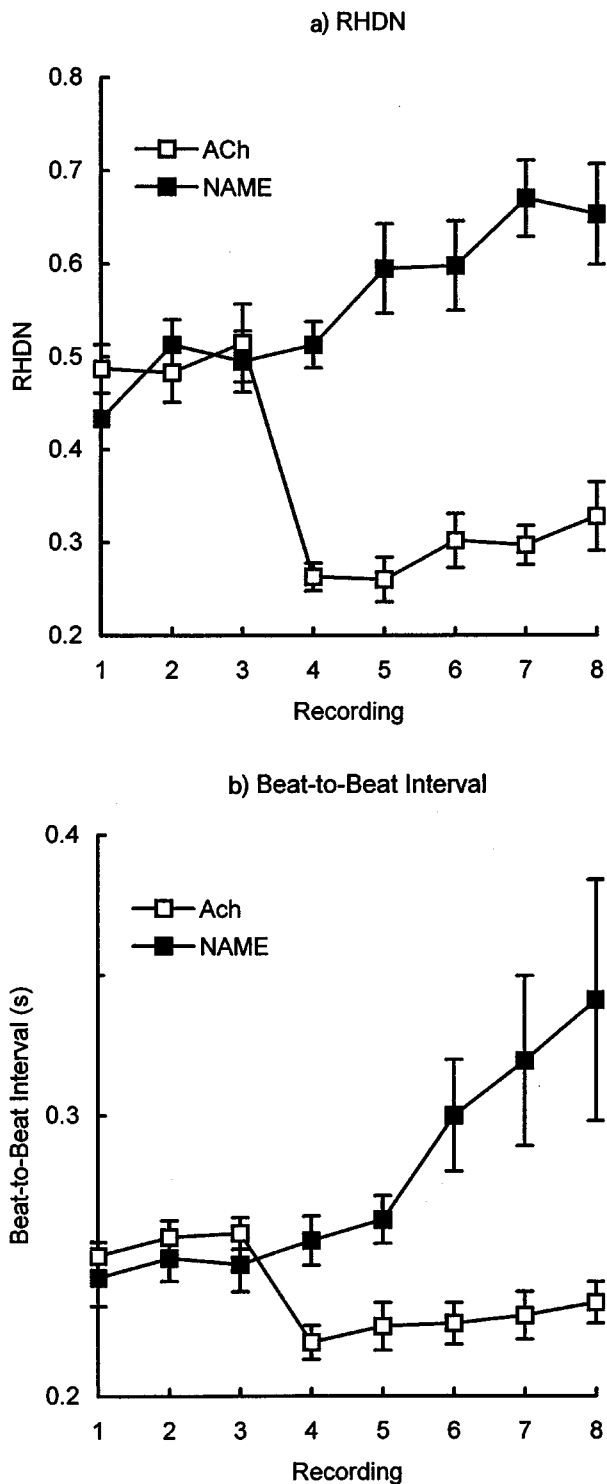 a) RHDN
0.8
ACh
NAME
0.7
0.6
RHDN
0.5
0.4
0.3
0.2
1 2 3 4 5 6 7 8
Recording
b) Beat-to-Beat Interval
0.4
Ach
NAME
Beat-to-Beat Interval (s)
0.3
0.2
1 2 3 4 5 6 7 8
Recording